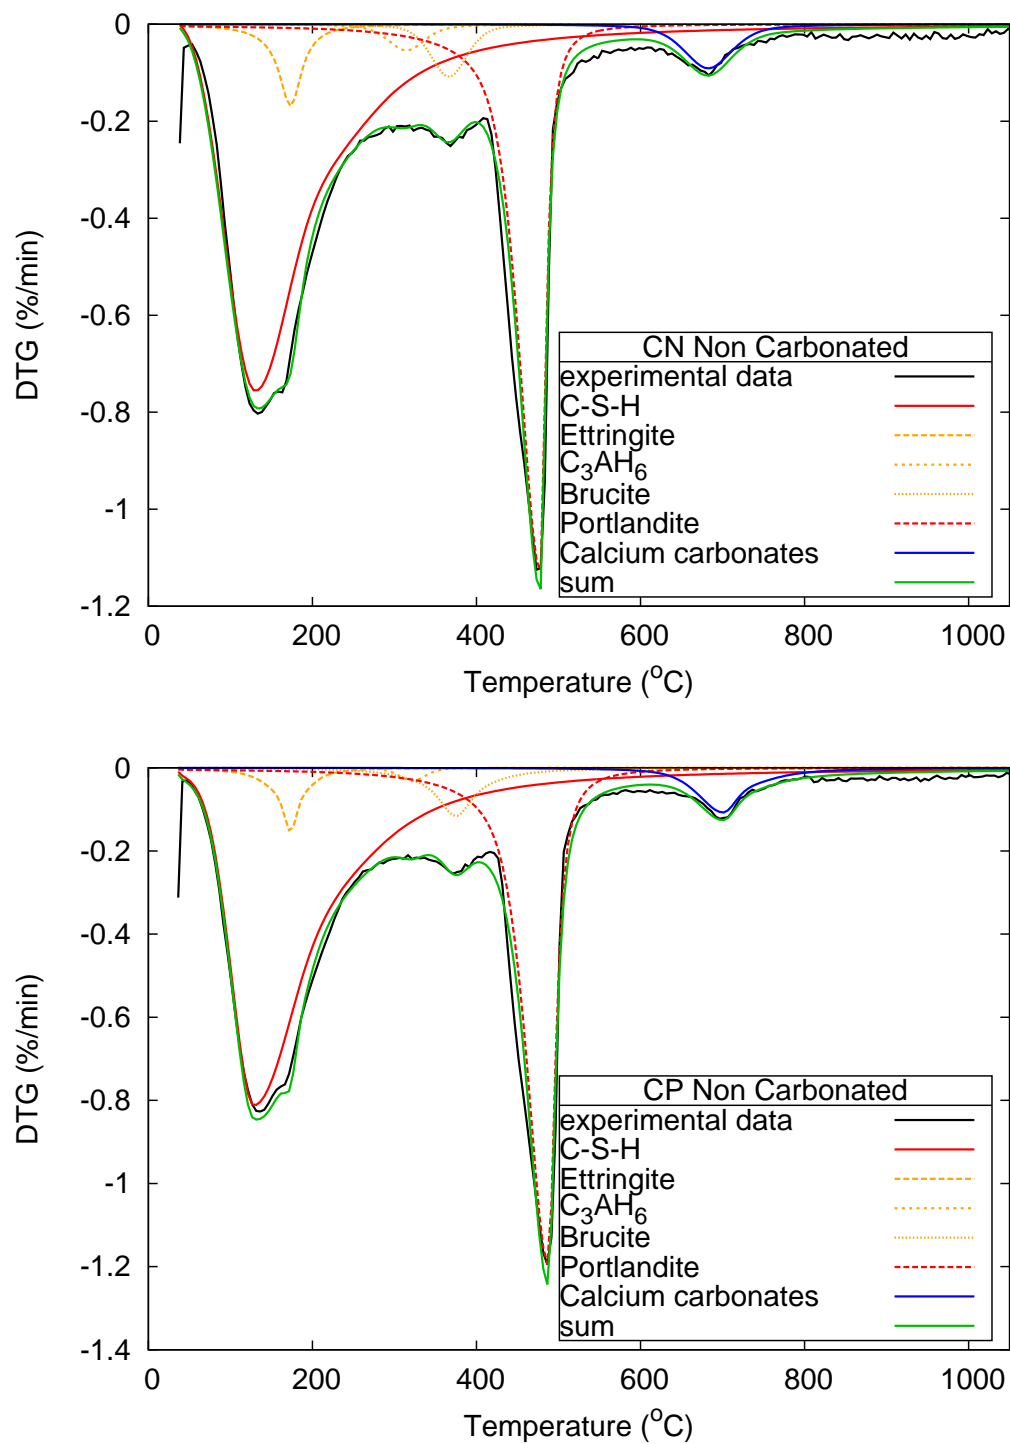 0
-0.2
-0.4
-0.6
-0.8
-1
-1.2
DTG (%/min)
CN Non Carbonated
experimental data
C-S-H
Ettringite
C₃AH₆
Brucite
Portlandite
Calcium carbonates
sum
0 200 400 600 800 1000
Temperature (°C)
0
-0.2
-0.4
-0.6
-0.8
-1
-1.2
-1.4
DTG (%/min)
CP Non Carbonated
experimental data
C-S-H
Ettringite
C₃AH₆
Brucite
Portlandite
Calcium carbonates
sum
0 200 400 600 800 1000
Temperature (°C)